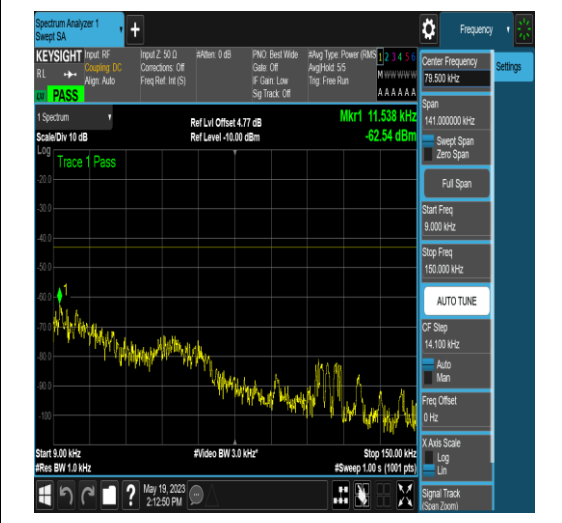 Spectrum Analyzer 1
Swept SA
+
Frequency
KEYSIGHT
RL
PASS
Input: RF
Coupling: DC
Align: Auto
Input Z: 50 Ω
Corrections: Off
Freq Ref: Int (S)
#Atten: 0 dB
PNO: Best Wide
Gate: Off
IF Gain: Low
Sig Track: Off
#Avg Type: Power (RMS
Avg|Hold: 5/5
Trig: Free Run
1 2 3 4 5 6
M W W W W W
A A A A A A
1 Spectrum
Scale/Div 10 dB
Ref Lvl Offset 4.77 dB
Ref Level -10.00 dBm
Mkr1 11.538 kHz
-62.54 dBm
Log
Trace 1 Pass
1
-20.0
-30.0
-40.0
-50.0
-60.0
-70.0
-80.0
-90.0
-100
Start 9.00 kHz
#Res BW 1.0 kHz
#Video BW 3.0 kHz*
Stop 150.00 kHz
#Sweep 1.00 s (1001 pts)
?
May 19, 2023
2:12:50 PM
Center Frequency
79.500 kHz
Settings
Span
141.000000 kHz
Swept Span
Zero Span
Full Span
Start Freq
9.000 kHz
Stop Freq
150.000 kHz
AUTO TUNE
CF Step
14.100 kHz
Auto
Man
Freq Offset
0 Hz
X Axis Scale
Log
Lin
Signal Track
(Span Zoom)